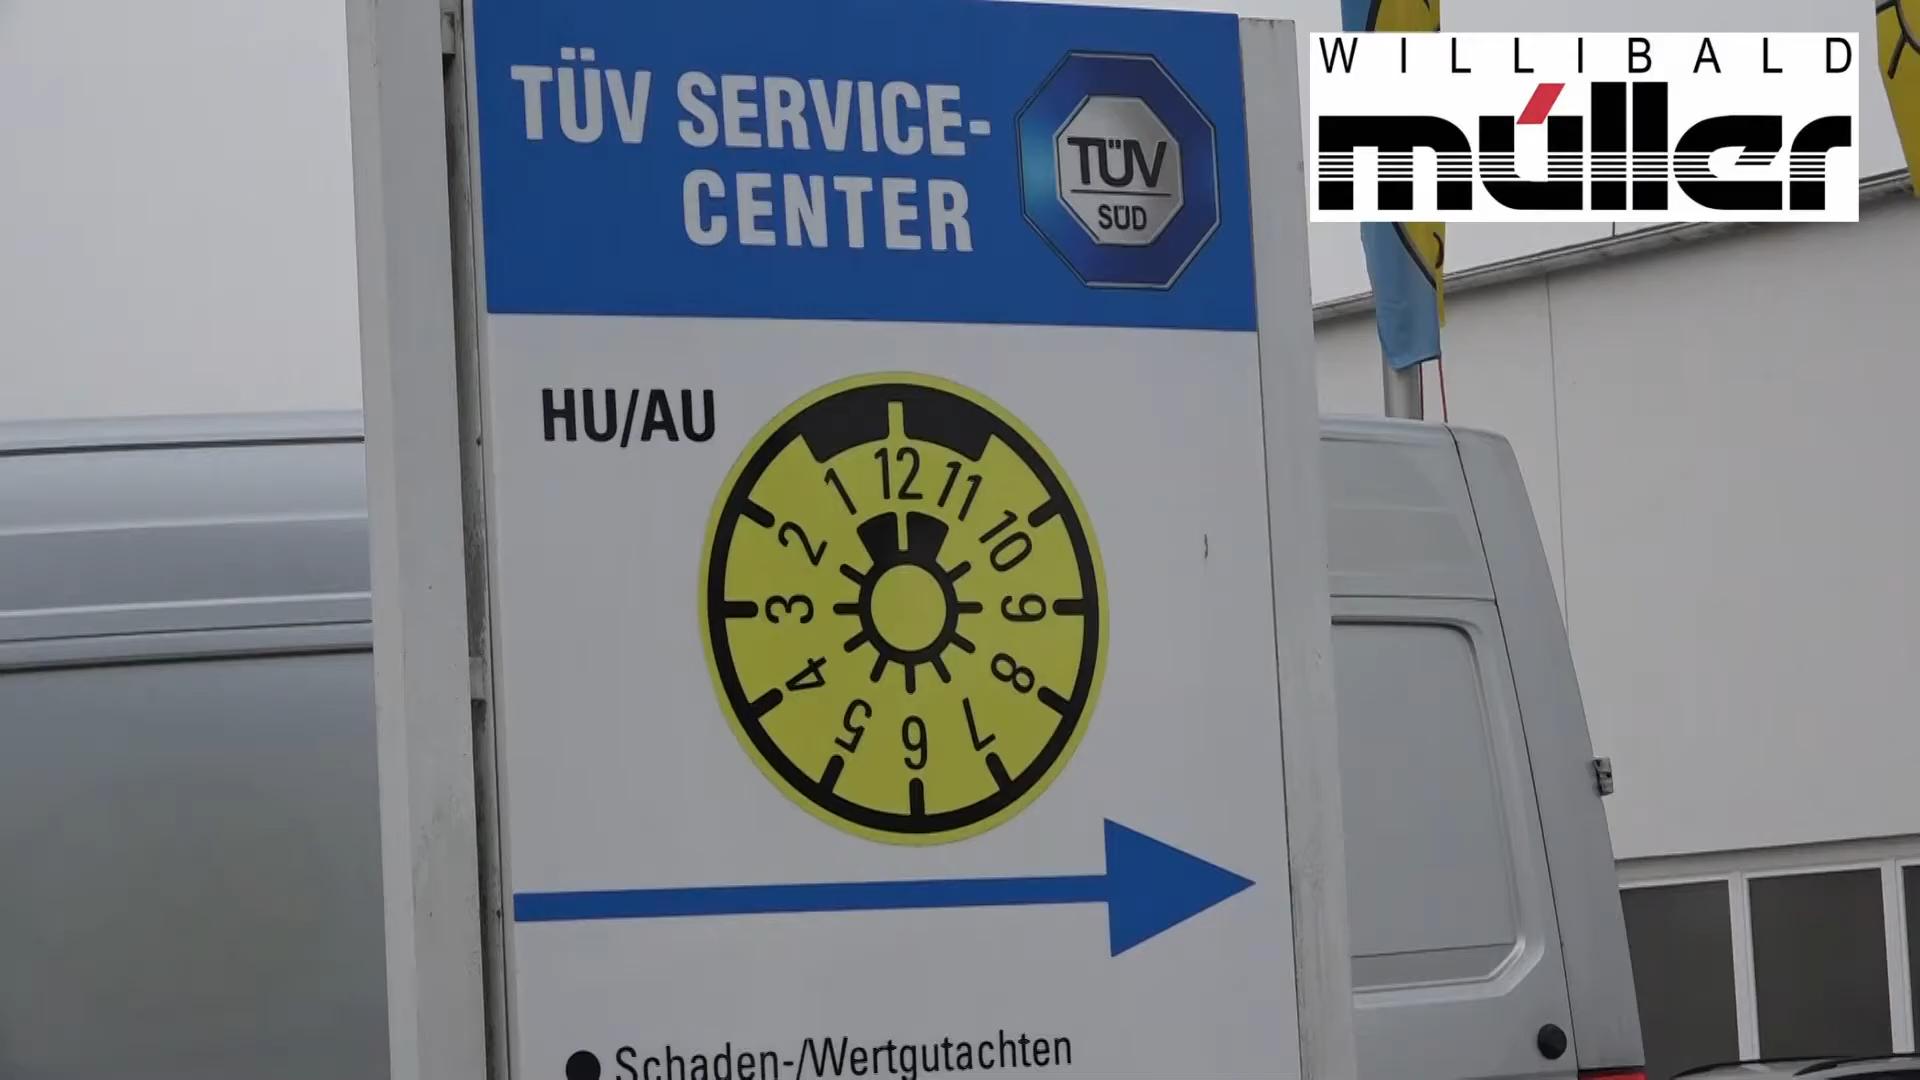 WILLIBALD
müller
TÜV SERVICE-
CENTER
TÜV
SÜD
HU/AU
1 12 11
2 10
3 9
4 8
5 6 7
● Schaden-/Wertgutachten